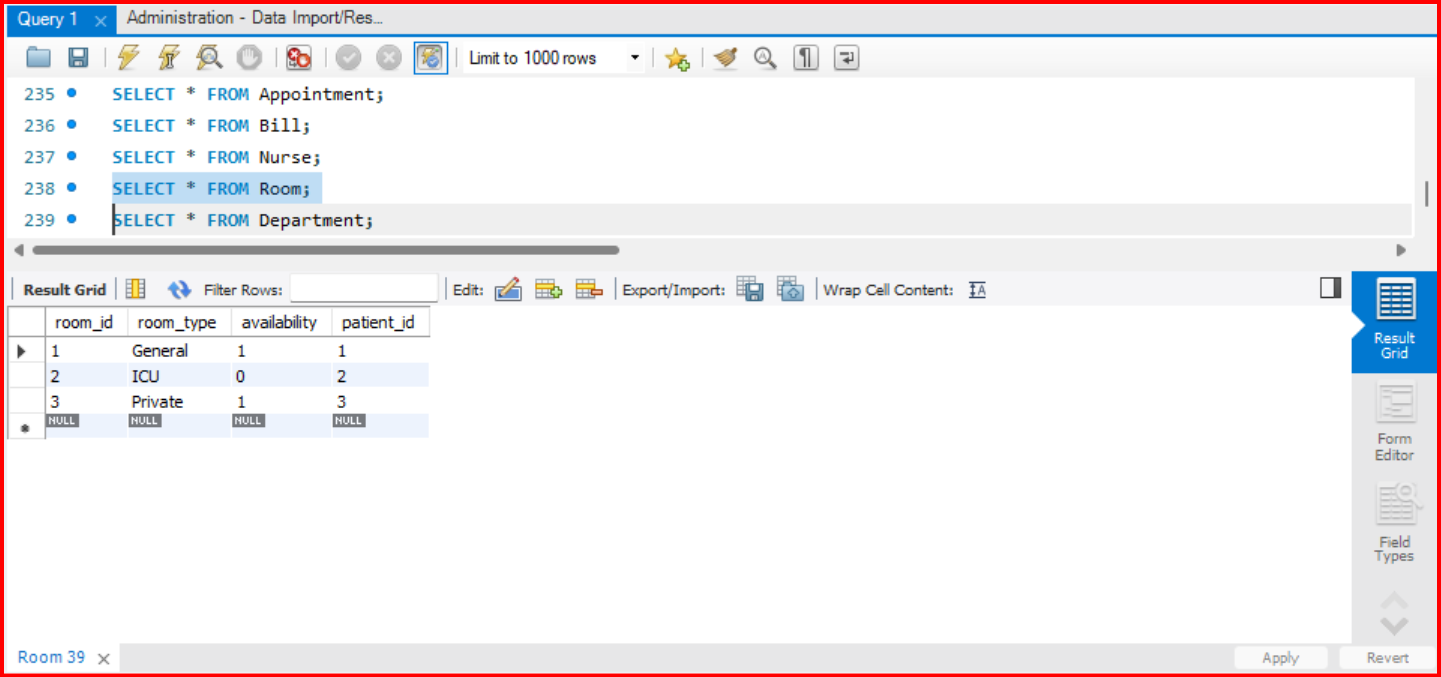 Query 1 Administration - Data Import/Res...
Limit to 1000 rows
235 SELECT * FROM Appointment;
236 SELECT * FROM Bill;
237 SELECT * FROM Nurse;
238 SELECT * FROM Room;
239 SELECT * FROM Department;
Result Grid Filter Rows: Edit: Export/Import: Wrap Cell Content: IA
room_id room_type availability patient_id
1 General 1 1
2 ICU 0 2
3 Private 1 3
NULL NULL NULL NULL
Result
Grid
Form
Editor
Field
Types
Room 39 Apply Revert